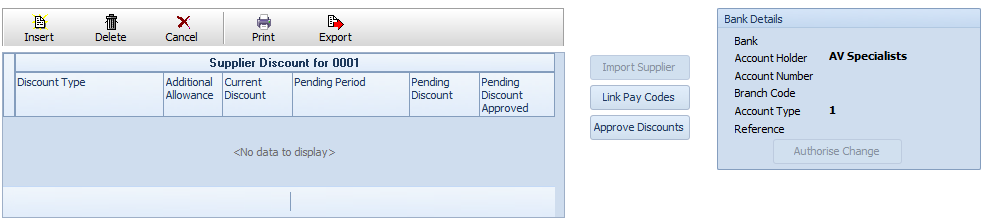 Insert Delete Cancel Print Export
Supplier Discount for 0001
Discount Type Additional Allowance Current Discount Pending Period Pending Discount Pending Discount Approved
<No data to display>
Import Supplier
Link Pay Codes
Approve Discounts
Bank Details
Bank
Account Holder AV Specialists
Account Number
Branch Code
Account Type 1
Reference
Authorise Change